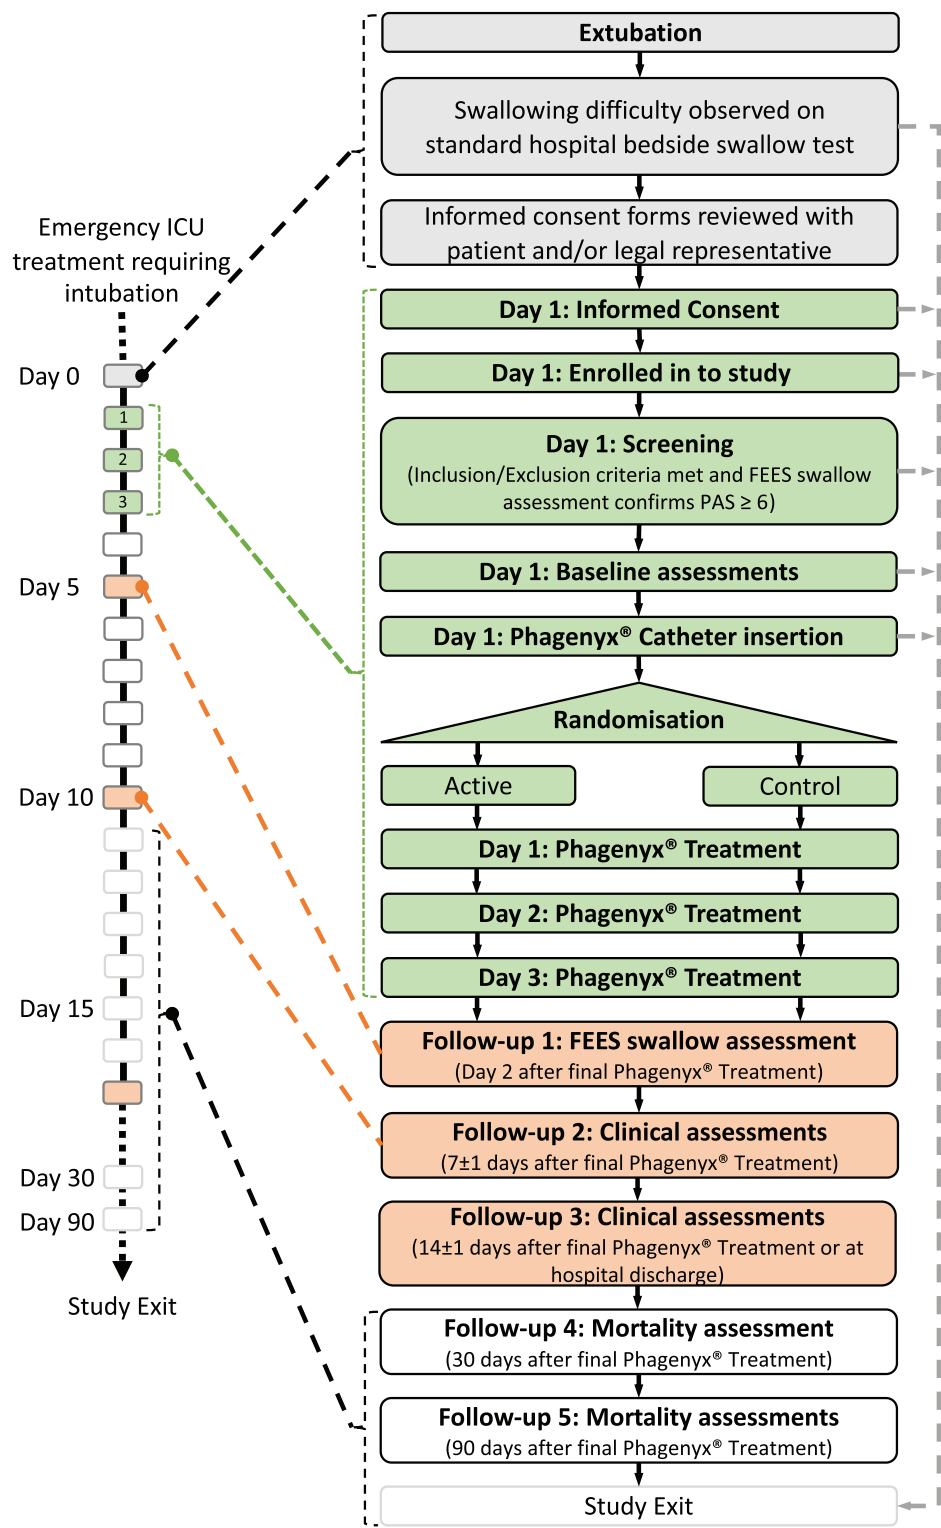 Emergency ICU
treatment requiring
intubation
Day 0
1
2
3
Day 5
Day 10
Day 15
Day 30
Day 90
Study Exit
Extubation
Swallowing difficulty observed on
standard hospital bedside swallow test
Informed consent forms reviewed with
patient and/or legal representative
Day 1: Informed Consent
Day 1: Enrolled in to study
Day 1: Screening
(Inclusion/Exclusion criteria met and FEES swallow
assessment confirms PAS ≥ 6)
Day 1: Baseline assessments
Day 1: Phagenyx® Catheter insertion
Randomisation
Active
Control
Day 1: Phagenyx® Treatment
Day 2: Phagenyx® Treatment
Day 3: Phagenyx® Treatment
Follow-up 1: FEES swallow assessment
(Day 2 after final Phagenyx® Treatment)
Follow-up 2: Clinical assessments
(7±1 days after final Phagenyx® Treatment)
Follow-up 3: Clinical assessments
(14±1 days after final Phagenyx® Treatment or at
hospital discharge)
Follow-up 4: Mortality assessment
(30 days after final Phagenyx® Treatment)
Follow-up 5: Mortality assessments
(90 days after final Phagenyx® Treatment)
Study Exit